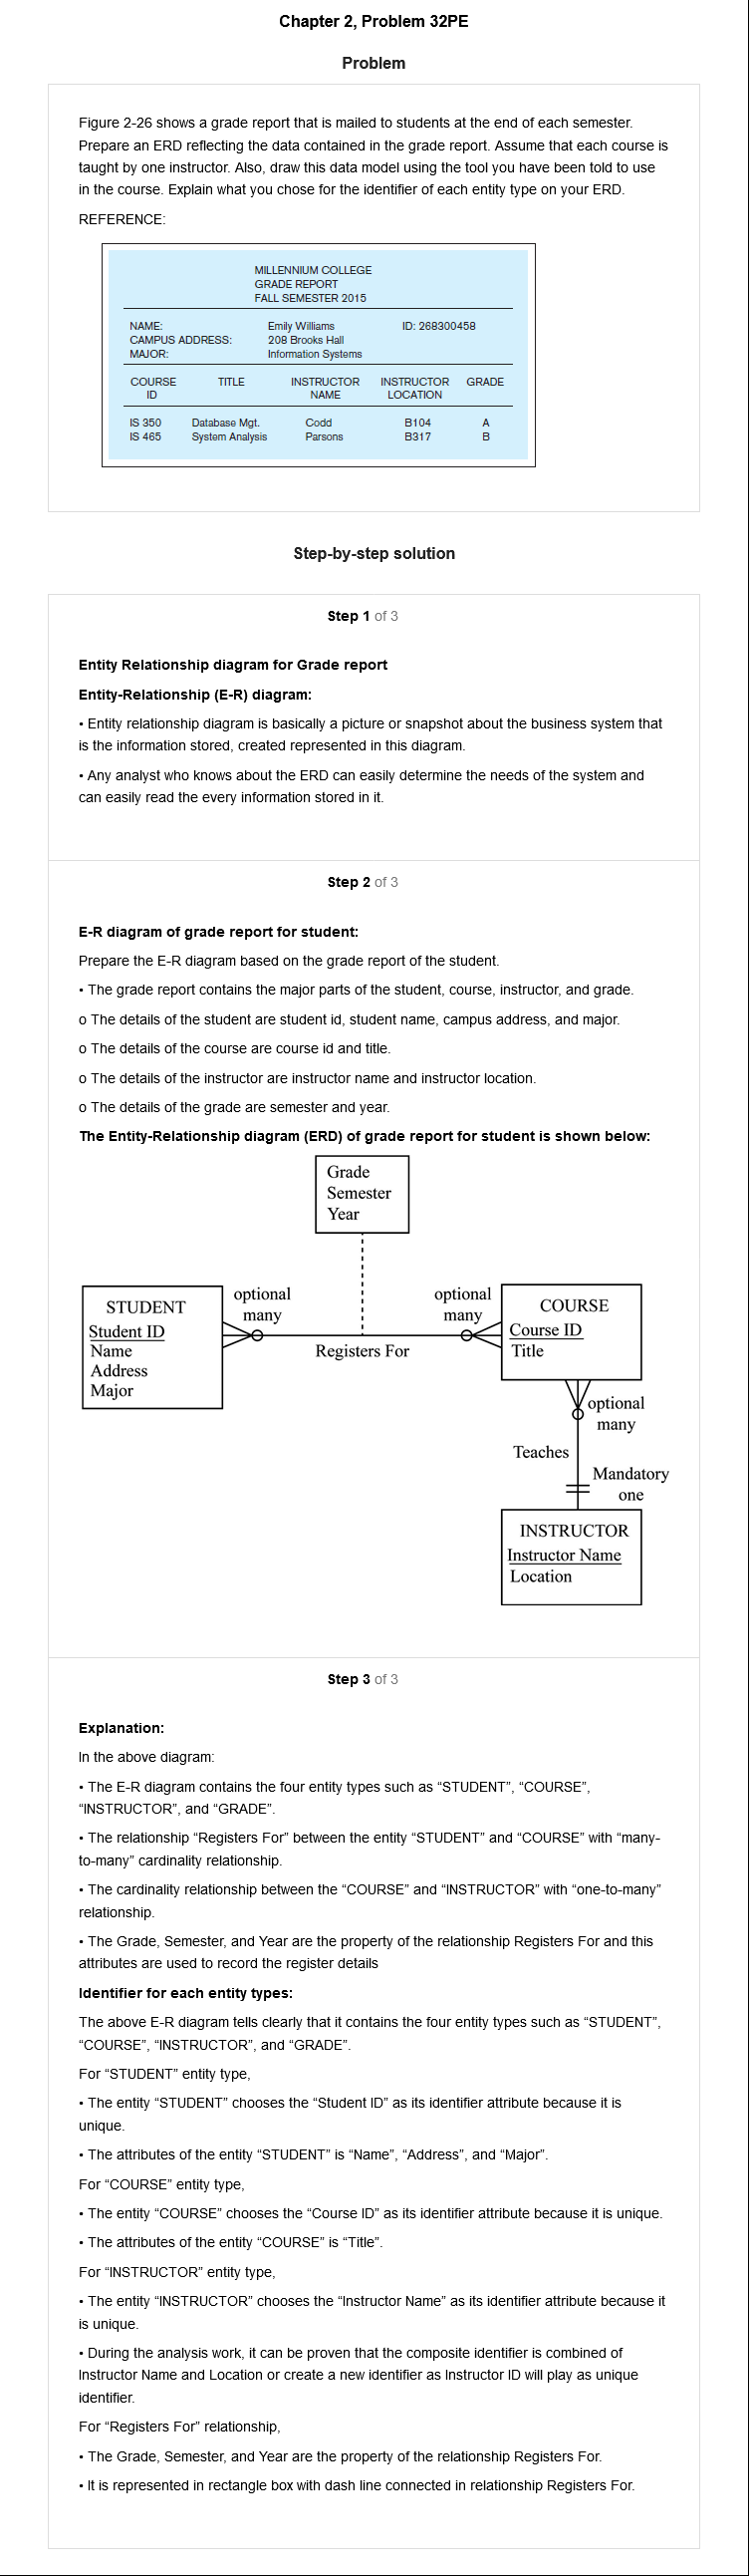 Chapter 2, Problem 32PE
Problem
Figure 2-26 shows a grade report that is mailed to students at the end of each semester.
Prepare an ERD reflecting the data contained in the grade report. Assume that each course is
taught by one instructor. Also, draw this data model using the tool you have been told to use
in the course. Explain what you chose for the identifier of each entity type on your ERD.
REFERENCE:
MILLENNIUM COLLEGE
GRADE REPORT
FALL SEMESTER 2015
NAME: Emily Williams ID: 268300458
CAMPUS ADDRESS: 208 Brooks Hall
MAJOR: Information Systems
COURSE TITLE INSTRUCTOR INSTRUCTOR GRADE
ID NAME LOCATION
IS 350 Database Mgt. Codd B104 A
IS 465 System Analysis Parsons B317 B
Step-by-step solution
Step 1 of 3
Entity Relationship diagram for Grade report
Entity-Relationship (E-R) diagram:
• Entity relationship diagram is basically a picture or snapshot about the business system that
is the information stored, created represented in this diagram.
• Any analyst who knows about the ERD can easily determine the needs of the system and
can easily read the every information stored in it.
Step 2 of 3
E-R diagram of grade report for student:
Prepare the E-R diagram based on the grade report of the student.
• The grade report contains the major parts of the student, course, instructor, and grade.
o The details of the student are student id, student name, campus address, and major.
o The details of the course are course id and title.
o The details of the instructor are instructor name and instructor location.
o The details of the grade are semester and year.
The Entity-Relationship diagram (ERD) of grade report for student is shown below:
Grade
Semester
Year
STUDENT
Student ID
Name
Address
Major
optional
many
Registers For
optional
many
COURSE
Course ID
Title
optional
many
Teaches
Mandatory
one
INSTRUCTOR
Instructor Name
Location
Step 3 of 3
Explanation:
In the above diagram:
• The E-R diagram contains the four entity types such as “STUDENT”, “COURSE”,
“INSTRUCTOR”, and “GRADE”.
• The relationship “Registers For” between the entity “STUDENT” and “COURSE” with “many-
to-many” cardinality relationship.
• The cardinality relationship between the “COURSE” and “INSTRUCTOR” with “one-to-many”
relationship.
• The Grade, Semester, and Year are the property of the relationship Registers For and this
attributes are used to record the register details
Identifier for each entity types:
The above E-R diagram tells clearly that it contains the four entity types such as “STUDENT”,
“COURSE”, “INSTRUCTOR”, and “GRADE”.
For “STUDENT” entity type,
• The entity “STUDENT” chooses the “Student ID” as its identifier attribute because it is
unique.
• The attributes of the entity “STUDENT” is “Name”, “Address”, and “Major”.
For “COURSE” entity type,
• The entity “COURSE” chooses the “Course ID” as its identifier attribute because it is unique.
• The attributes of the entity “COURSE” is “Title”.
For “INSTRUCTOR” entity type,
• The entity “INSTRUCTOR” chooses the “Instructor Name” as its identifier attribute because it
is unique.
• During the analysis work, it can be proven that the composite identifier is combined of
Instructor Name and Location or create a new identifier as Instructor ID will play as unique
identifier.
For “Registers For” relationship,
• The Grade, Semester, and Year are the property of the relationship Registers For.
• It is represented in rectangle box with dash line connected in relationship Registers For.